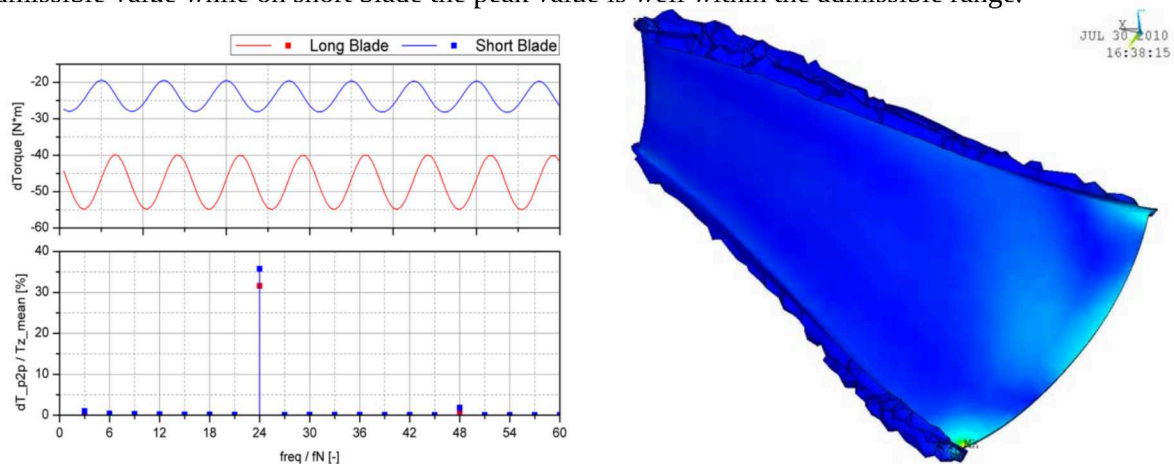 admissible value while on short blade the peak value is well within the admissible range.
Long Blade Short Blade
dTorque [N*m]
-20
-30
-40
-50
-60
dT_p2p / Tz_mean [%]
40
30
20
10
0
0 6 12 18 24 30 36 42 48 54 60
freq / fN [-]
X
JUL 30 2010
16:38:15